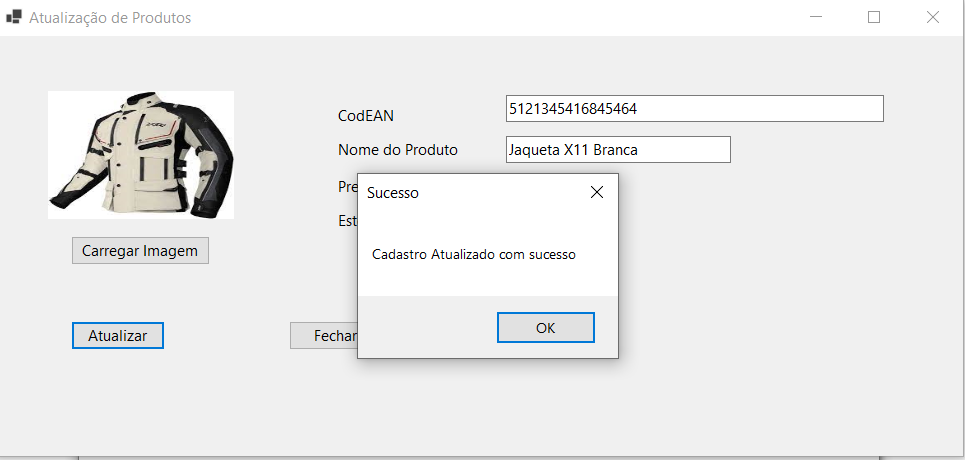 Atualização de Produtos
CodEAN
5121345416845464
Nome do Produto
Jaqueta X11 Branca
Pre
Est
Carregar Imagem
Atualizar
Fechar
Sucesso
Cadastro Atualizado com sucesso
OK